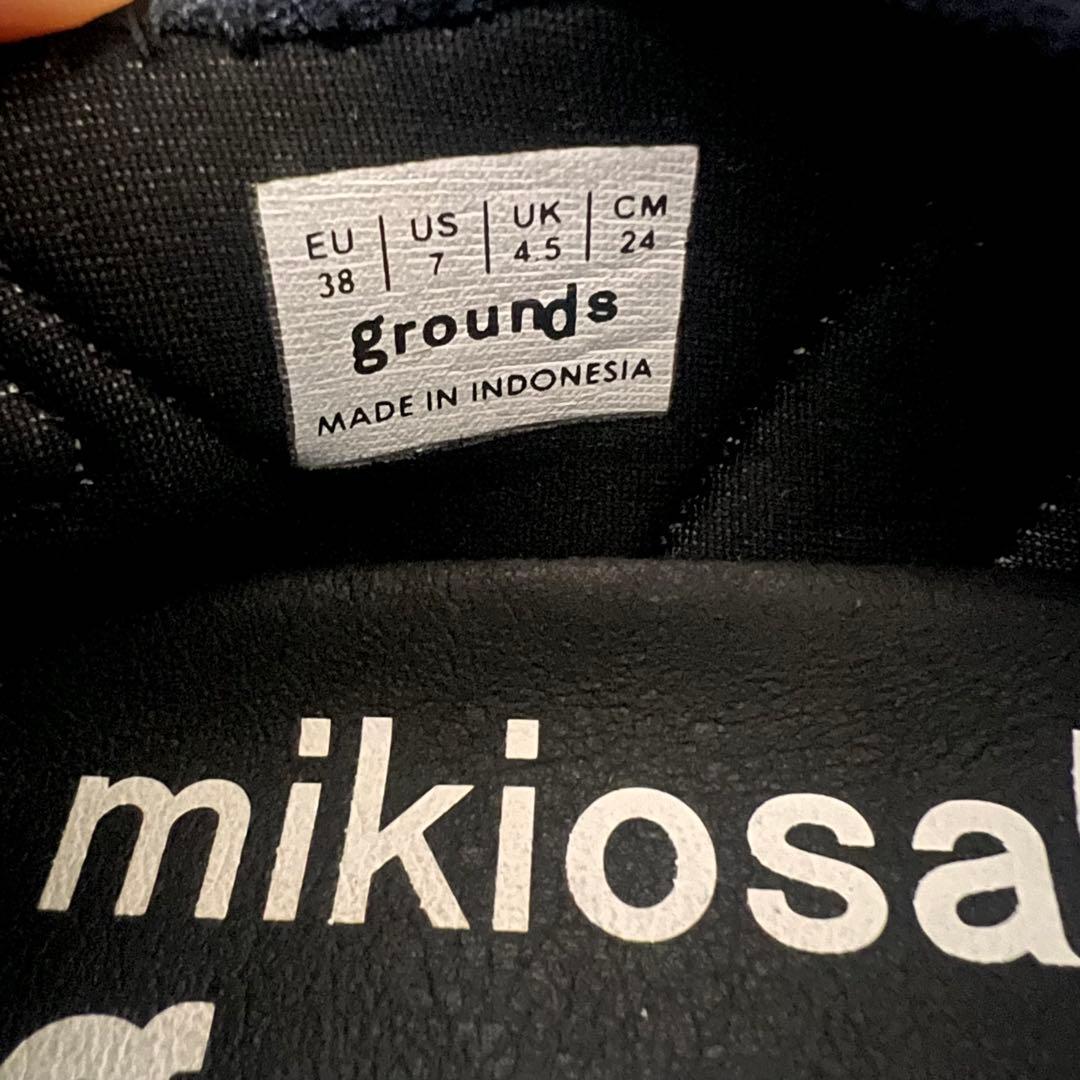 EU | US | UK | CM
38 | 7 | 4.5 | 24
grounds
MADE IN INDONESIA
mikiosa